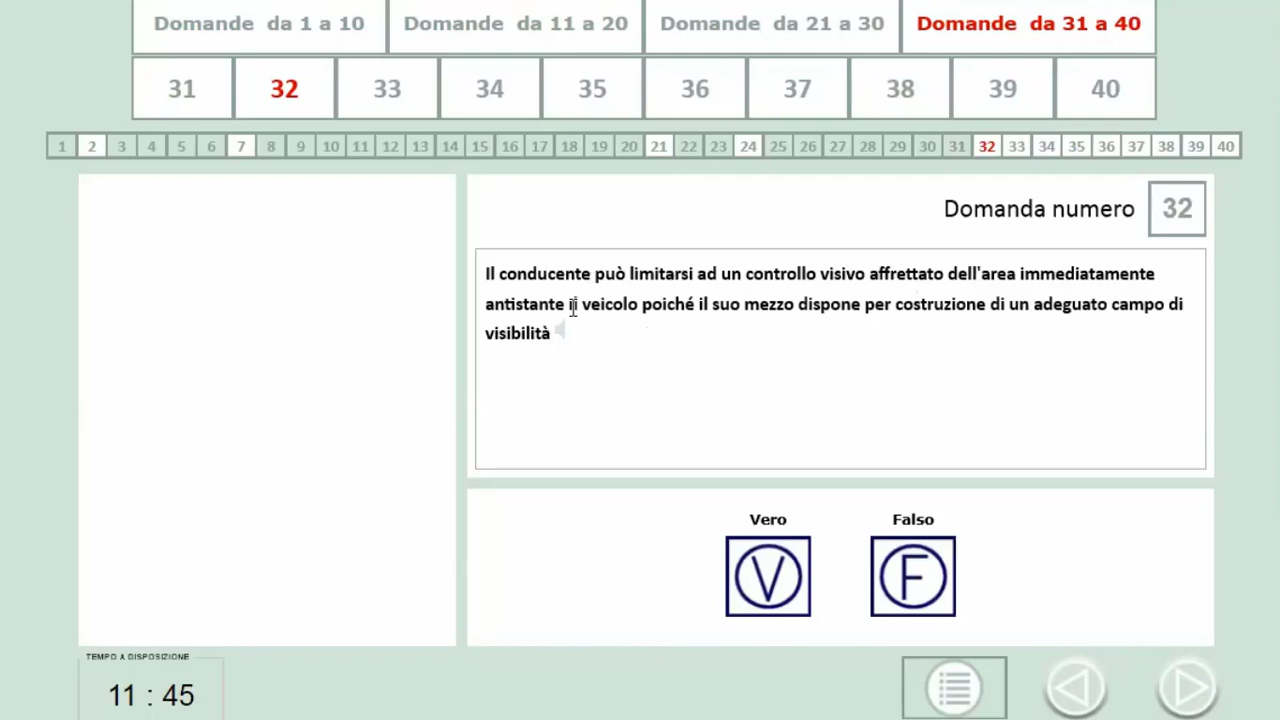 Domande da 1 a 10 Domande da 11 a 20 Domande da 21 a 30 Domande da 31 a 40
31 32 33 34 35 36 37 38 39 40
1 2 3 4 5 6 7 8 9 10 11 12 13 14 15 16 17 18 19 20 21 22 23 24 25 26 27 28 29 30 31 32 33 34 35 36 37 38 39 40
Domanda numero 32
Il conducente può limitarsi ad un controllo visivo affrettato dell'area immediatamente
antistante il veicolo poiché il suo mezzo dispone per costruzione di un adeguato campo di
visibilità
Vero Falso
V F
TEMPO A DISPOSIZIONE
11 : 45